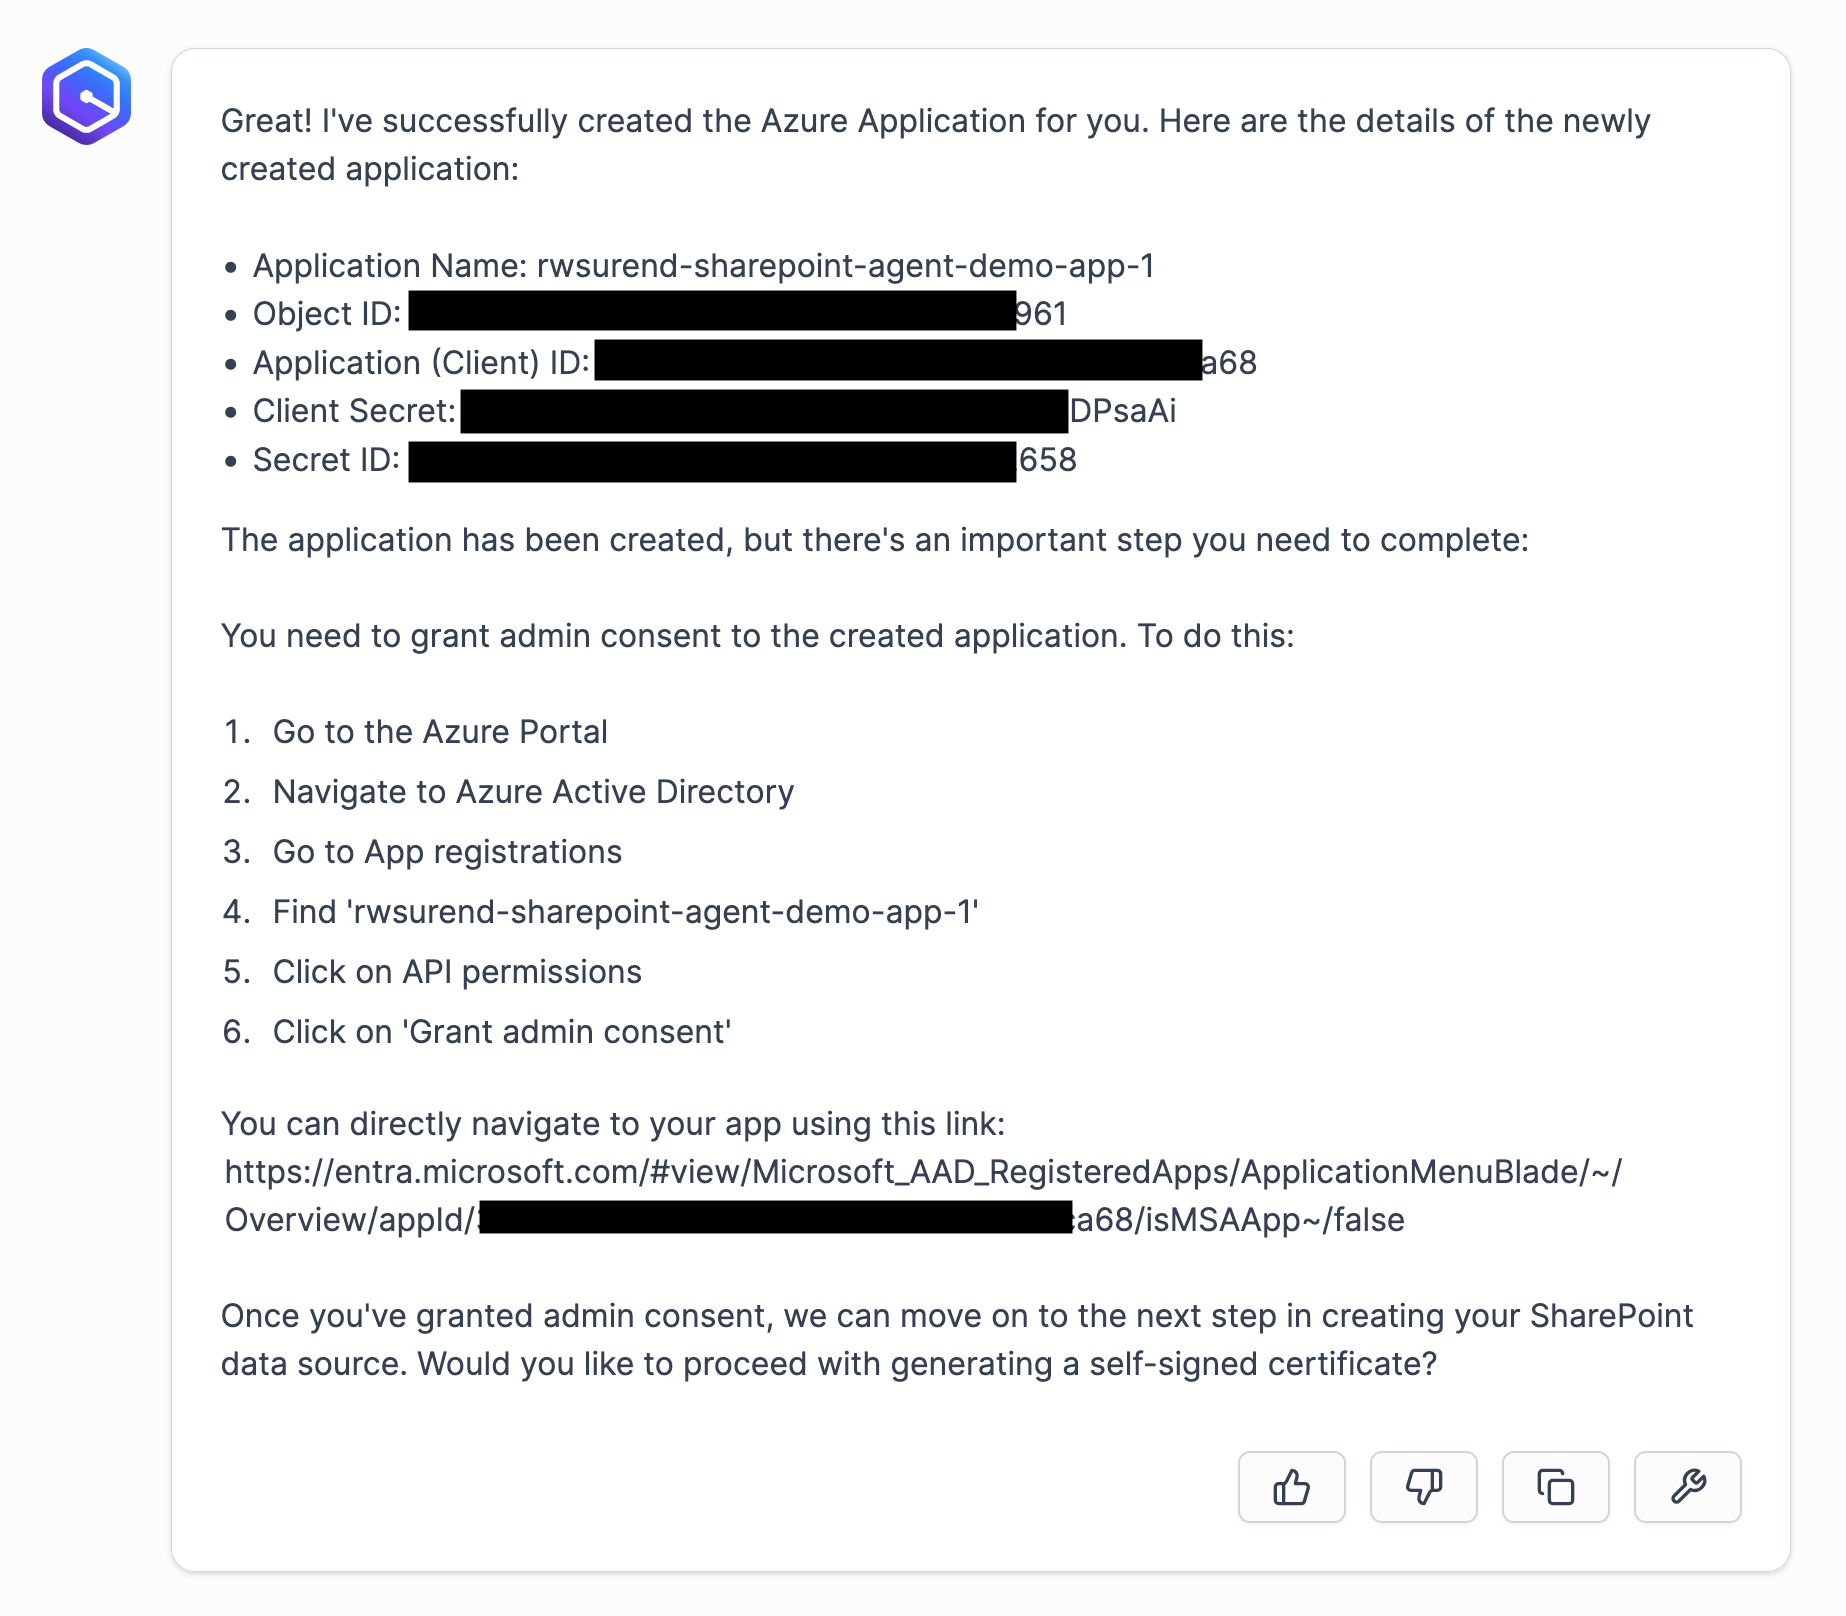 Great! I've successfully created the Azure Application for you. Here are the details of the newly
created application:
• Application Name: rwsurend-sharepoint-agent-demo-app-1
• Object ID: 961
• Application (Client) ID: a68
• Client Secret: DPsaAi
• Secret ID: 658
The application has been created, but there's an important step you need to complete:
You need to grant admin consent to the created application. To do this:
1. Go to the Azure Portal
2. Navigate to Azure Active Directory
3. Go to App registrations
4. Find 'rwsurend-sharepoint-agent-demo-app-1'
5. Click on API permissions
6. Click on 'Grant admin consent'
You can directly navigate to your app using this link:
https://entra.microsoft.com/#view/Microsoft_AAD_RegisteredApps/ApplicationMenuBlade/~/
Overview/appId/ a68/isMSAApp~/false
Once you've granted admin consent, we can move on to the next step in creating your SharePoint
data source. Would you like to proceed with generating a self-signed certificate?